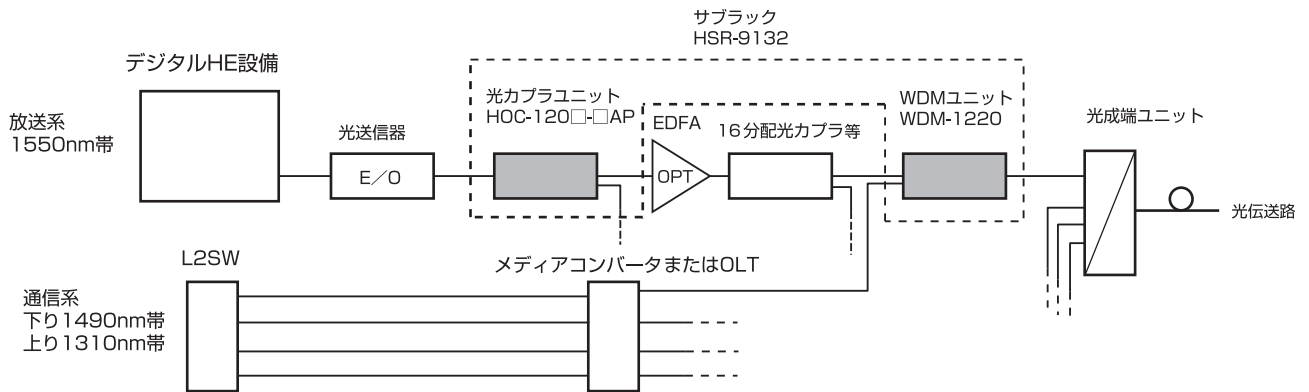 サブラック
HSR-9132
デジタルHE設備
放送系
1550nm帯
光送信器
E/O
光カプラユニット
HOC-120□-□AP
EDFA
OPT
16分配光カプラ等
WDMユニット
WDM-1220
光成端ユニット
光伝送路
L2SW
メディアコンバータまたはOLT
通信系
下り1490nm帯
上り1310nm帯